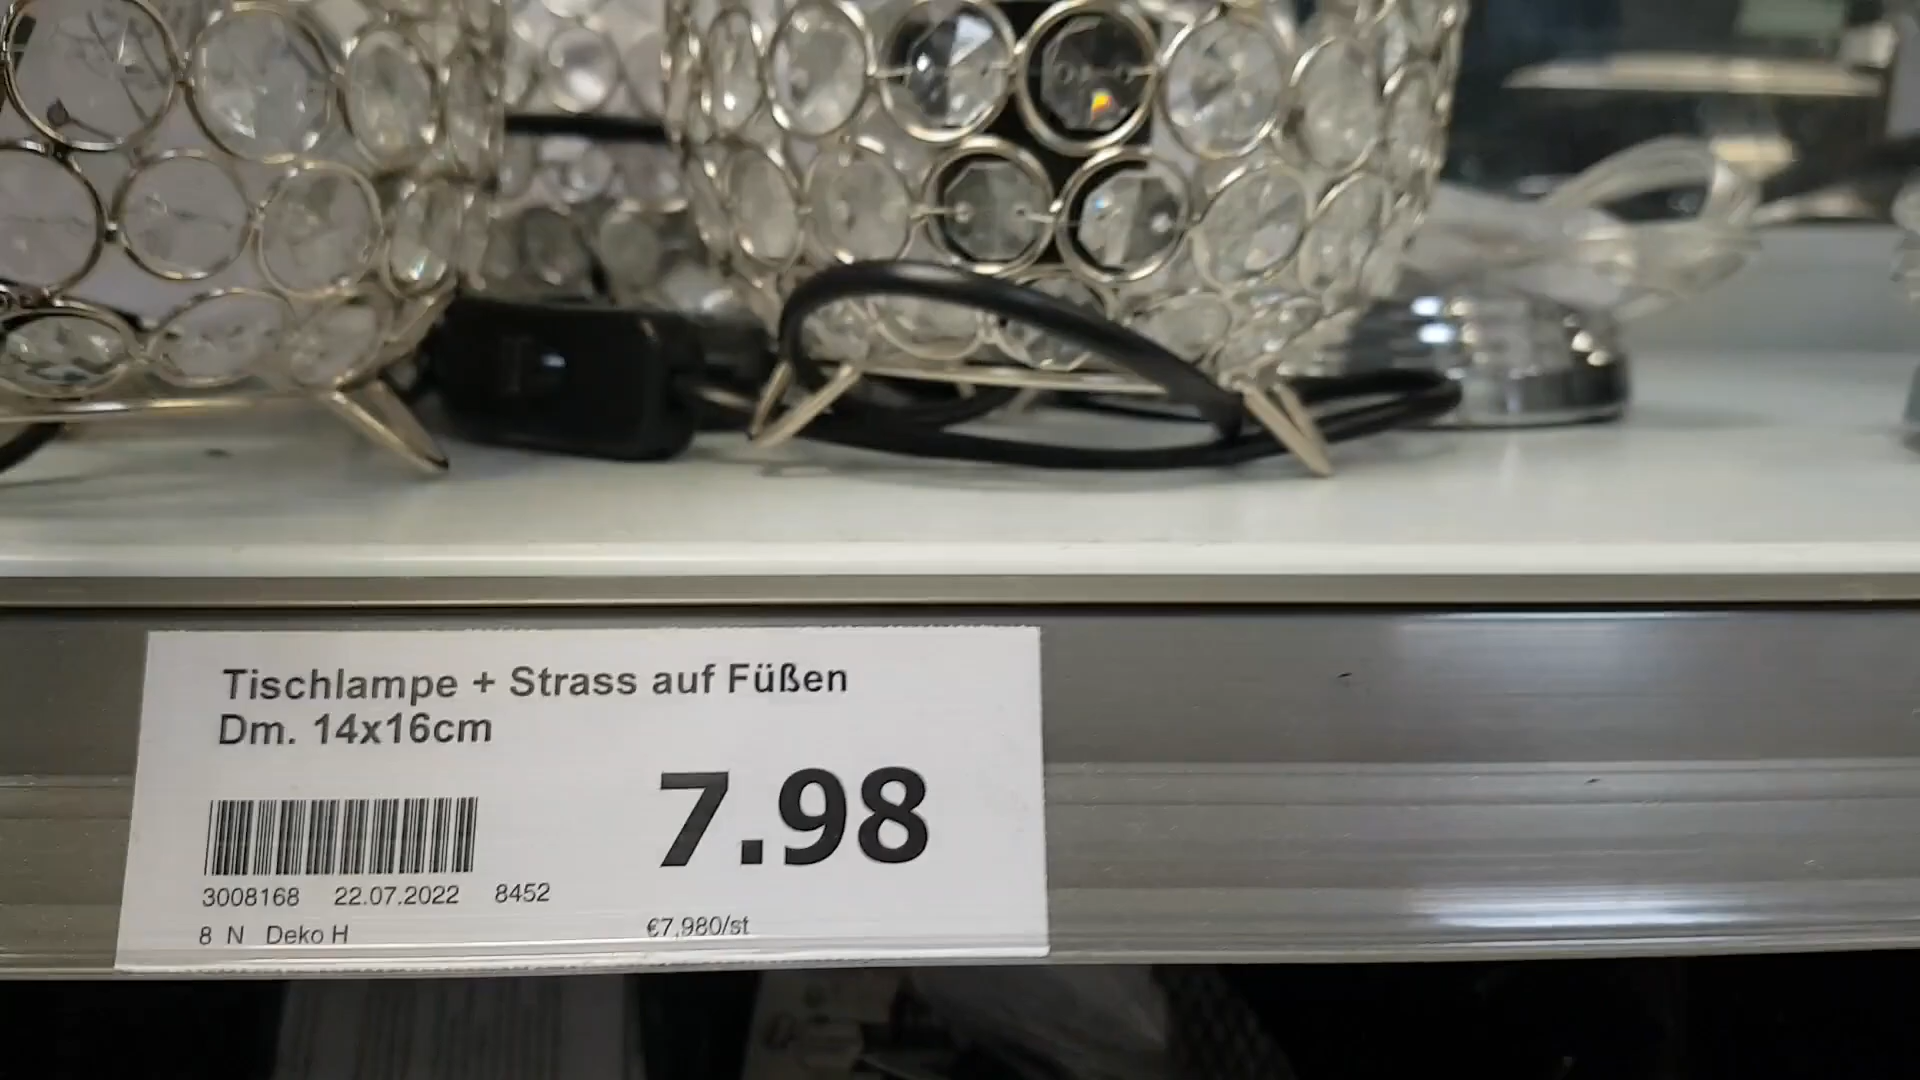 Tischlampe + Strass auf Füßen
Dm. 14x16cm
7.98
3008168 22.07.2022 8452
8 N Deko H €7,980/st